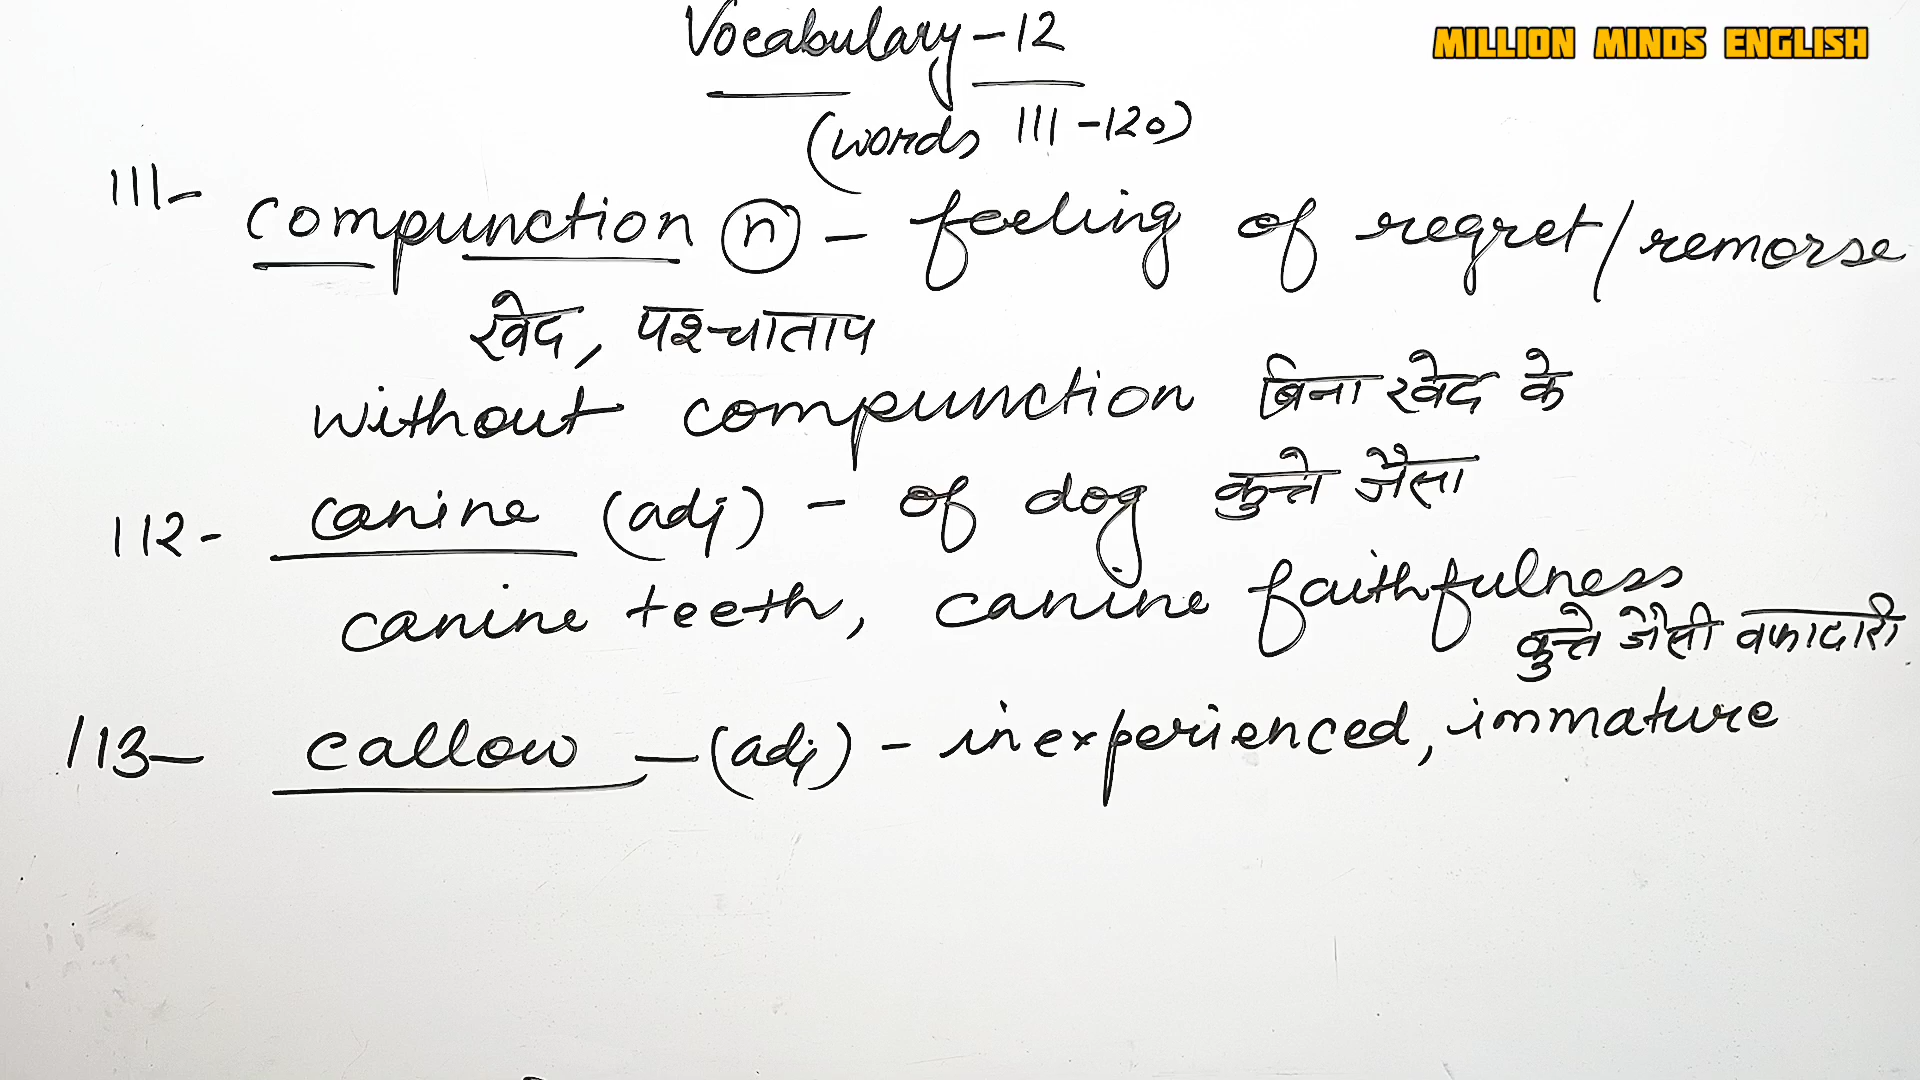 Vocabulary-12
MILLION MINDS ENGLISH
(words 111-120)
111- compunction (n) - feeling of regret/remorse
खेद, पश्चाताप
without compunction बिना खेद के
112- canine (adj) - of dog कुत्ते जैसा
canine teeth, canine faithfulness
कुत्ते जैसी वफादारी
113- callow - (adj) - inexperienced, immature